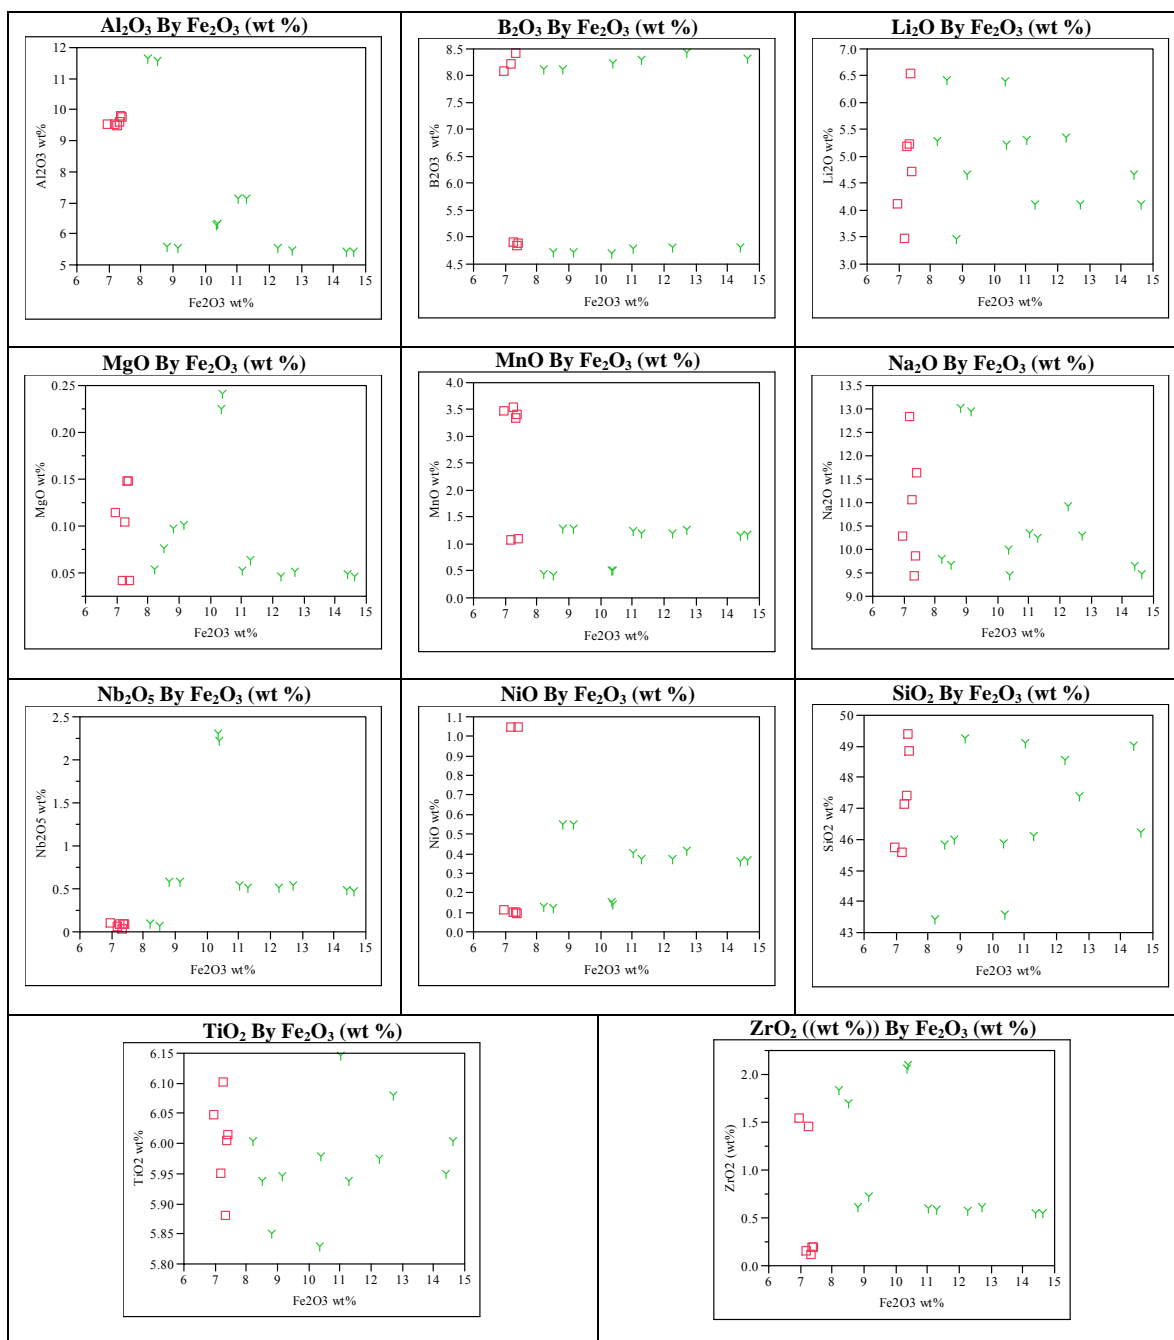 Al₂O₃ By Fe₂O₃ (wt %)
12
11
10
9
8
7
6
5
Al2O3 wt%
6 7 8 9 10 11 12 13 14 15
Fe2O3 wt%
B₂O₃ By Fe₂O₃ (wt %)
8.5
8.0
7.5
7.0
6.5
6.0
5.5
5.0
4.5
B2O3 wt%
6 7 8 9 10 11 12 13 14 15
Fe2O3 wt%
Li₂O By Fe₂O₃ (wt %)
7.0
6.5
6.0
5.5
5.0
4.5
4.0
3.5
3.0
Li2O wt%
6 7 8 9 10 11 12 13 14 15
Fe2O3 wt%
MgO By Fe₂O₃ (wt %)
0.25
0.20
0.15
0.10
0.05
MgO wt%
6 7 8 9 10 11 12 13 14 15
Fe2O3 wt%
MnO By Fe₂O₃ (wt %)
4.0
3.5
3.0
2.5
2.0
1.5
1.0
0.5
0.0
MnO wt%
6 7 8 9 10 11 12 13 14 15
Fe2O3 wt%
Na₂O By Fe₂O₃ (wt %)
13.5
13.0
12.5
12.0
11.5
11.0
10.5
10.0
9.5
9.0
Na2O wt%
6 7 8 9 10 11 12 13 14 15
Fe2O3 wt%
Nb₂O₅ By Fe₂O₃ (wt %)
2.5
2
1.5
1
0.5
0
Nb2O5 wt%
6 7 8 9 10 11 12 13 14 15
Fe2O3 wt%
NiO By Fe₂O₃ (wt %)
1.1
1.0
0.9
0.8
0.7
0.6
0.5
0.4
0.3
0.2
0.1
0.0
NiO wt%
6 7 8 9 10 11 12 13 14 15
Fe2O3 wt%
SiO₂ By Fe₂O₃ (wt %)
50
49
48
47
46
45
44
43
SiO2 wt%
6 7 8 9 10 11 12 13 14 15
Fe2O3 wt%
TiO₂ By Fe₂O₃ (wt %)
6.15
6.10
6.05
6.00
5.95
5.90
5.85
5.80
TiO2 wt%
6 7 8 9 10 11 12 13 14 15
Fe2O3 wt%
ZrO₂ ((wt %)) By Fe₂O₃ (wt %)
2.0
1.5
1.0
0.5
0.0
ZrO2 (wt%)
6 7 8 9 10 11 12 13 14 15
Fe2O3 wt%